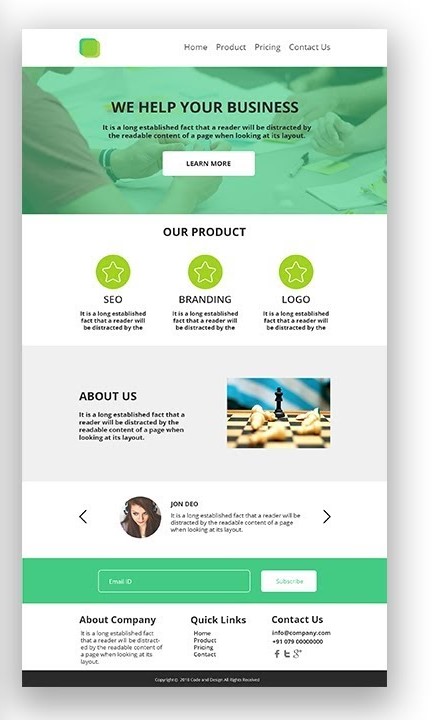 Home Product Pricing Contact Us
WE HELP YOUR BUSINESS
It is a long established fact that a reader will be distracted by
the readable content of a page when looking at its layout.
LEARN MORE
OUR PRODUCT
SEO
It is a long established
fact that a reader will
be distracted by the
BRANDING
It is a long established
fact that a reader will
be distracted by the
LOGO
It is a long established
fact that a reader will
be distracted by the
ABOUT US
It is a long established fact that a
reader will be distracted by the
readable content of a page when
looking at its layout.
JON DEO
It is a long established fact that a reader will be
distracted by the readable content of a page
when looking at its layout.
Email ID
Subscribe
About Company
It is a long established fact
that a reader will be distract-
ed by the readable content of
a page when looking at its
layout.
Quick Links
Home
Product
Pricing
Contact
Contact Us
info@company.com
+91 079 00000000
Copyright © 2018 Code and Design All Rights Received